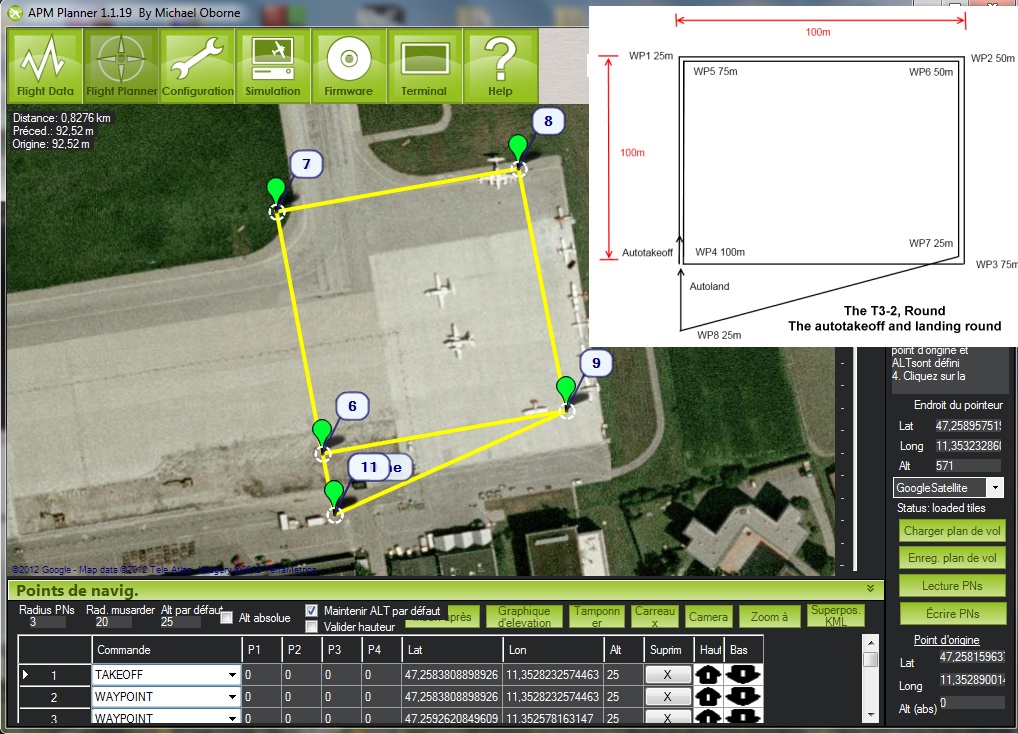 APM Planner 1.1.19 By Michael Oborne
Flight Data
Flight Planner
Configuration
Simulation
Firmware
Terminal
Help
100m
WP1 25m
WP2 50m
WP5 75m
WP6 50m
100m
Autotakeoff
WP4 100m
WP7 25m
WP3 75m
Autoland
WP8 25m
The T3-2, Round
The autotakeoff and landing round
Distance: 0,8276 km
Précéd.: 92,52 m
Origine: 92,52 m
7
8
6
9
11
©2012 Google - Map data ©2012 Tele Atlas
point d'origine et
ALTsont défini
4. Cliquez sur la
Endroit du pointeur
Lat 47,258957519
Long 11,353232860
Alt 571
GoogleSatellite
Status: loaded tiles
Charger plan de vol
Enreg. plan de vol
Lecture PNs
Écrire PNs
Point d'origine
Lat 47,258159637
Long 11,352890014
Alt (abs) 0
Points de navig.
Radius PNs
3
Rad. musarder
20
Alt par défaut
25
Alt absolue
Maintenir ALT par défaut
Valider hauteur
après
Graphique
d'elevation
Tamponn
er
Carreau
x
Camera
Zoom à
Superpos.
KML
Commande P1 P2 P3 P4 Lat Lon Alt Suprim Haut Bas
1 TAKEOFF 0 0 0 0 47,2583808898926 11,3528232574463 25 X
2 WAYPOINT 0 0 0 0 47,2583808898926 11,3528232574463 25 X
3 WAYPOINT 0 0 0 0 47,2592620849609 11,352578163147 25 X